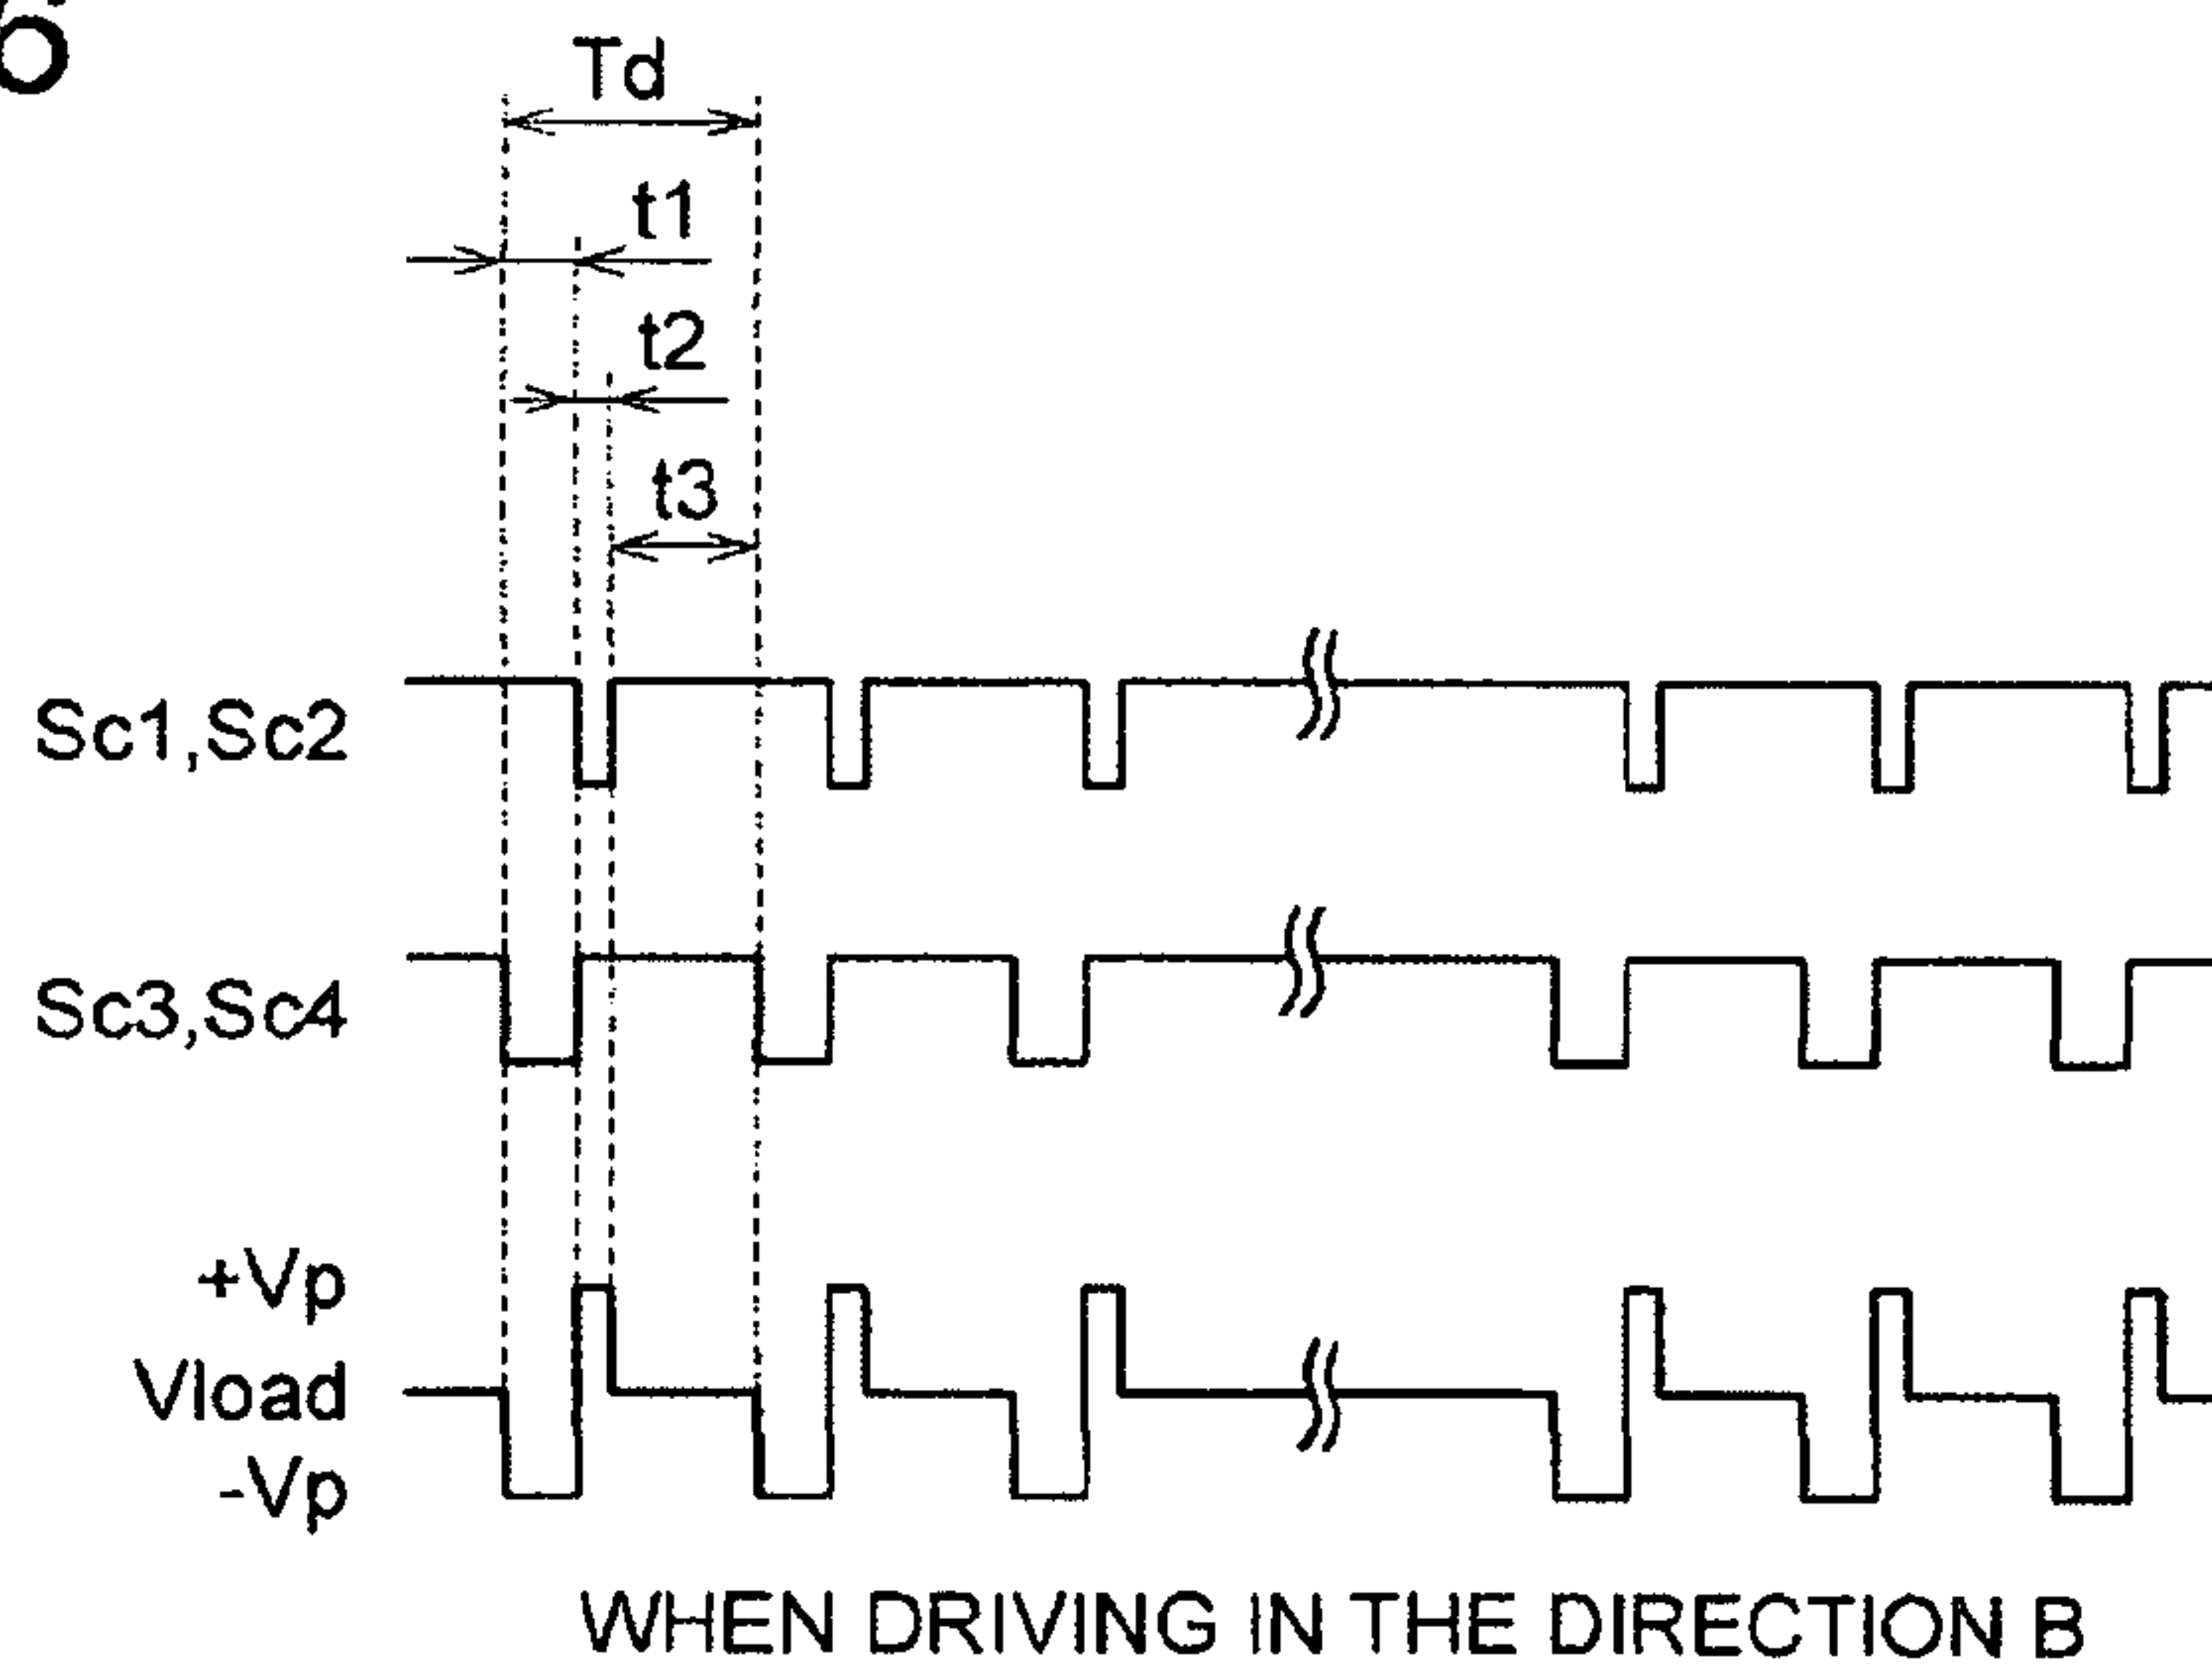 Td
t1
t2
t3
Sc1,Sc2
Sc3,Sc4
+Vp
Vload
-Vp
WHEN DRIVING IN THE DIRECTION B